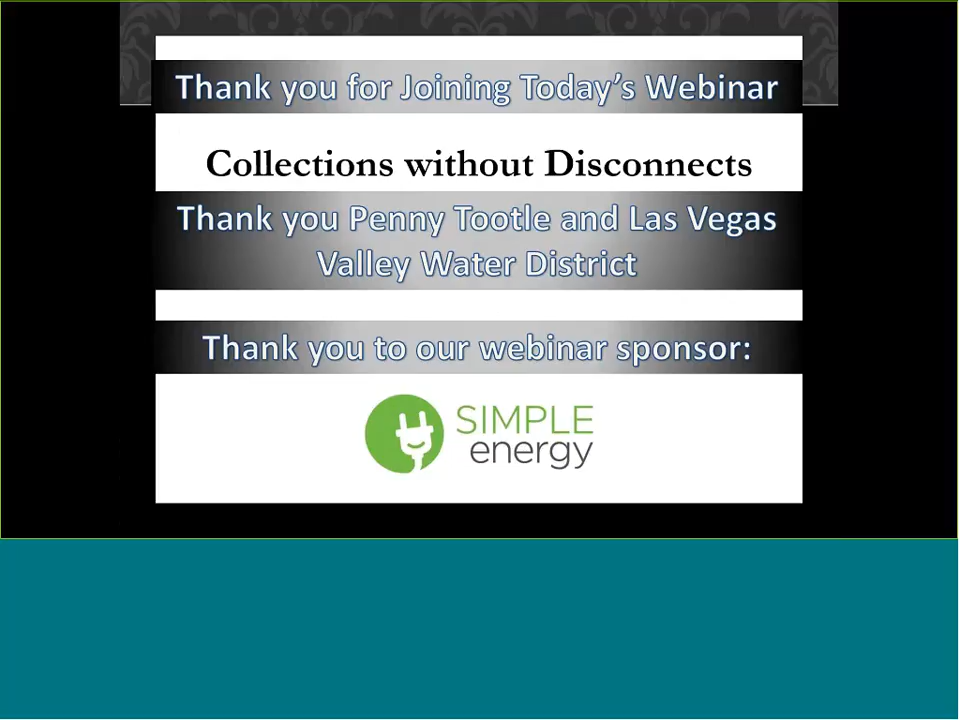 Thank you for Joining Today's Webinar
Collections without Disconnects
Thank you Penny Tootle and Las Vegas
Valley Water District
Thank you to our webinar sponsor:
SIMPLE
energy